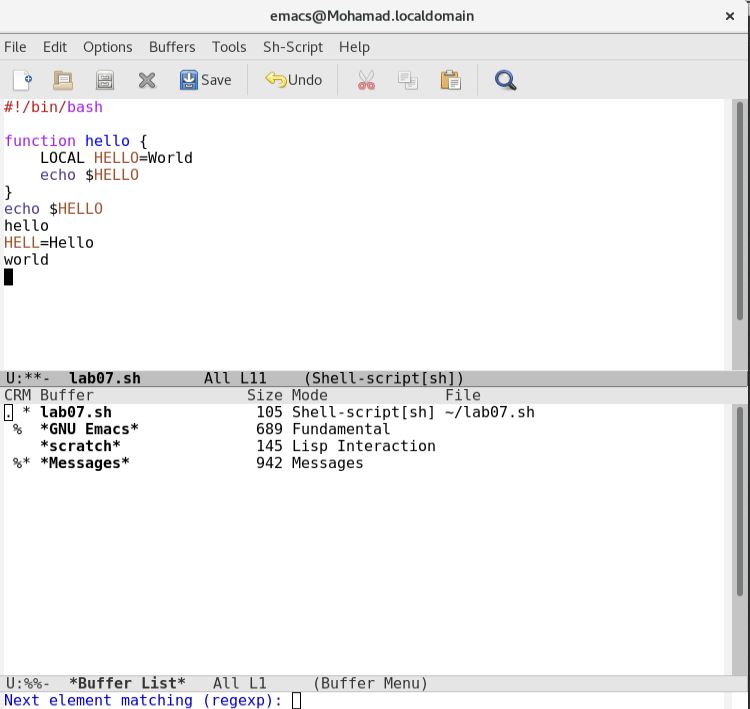 emacs@Mohamad.localdomain ×
File Edit Options Buffers Tools Sh-Script Help
Save Undo
#!/bin/bash
function hello {
    LOCAL HELLO=World
    echo $HELLO
}
echo $HELLO
hello
HELL=Hello
world
U:**-  lab07.sh       All L11    (Shell-script[sh])
CRM Buffer                 Size Mode             File
. * lab07.sh                105 Shell-script[sh] ~/lab07.sh
 %  *GNU Emacs*             689 Fundamental
    *scratch*               145 Lisp Interaction
 %* *Messages*              942 Messages
U:%%-  *Buffer List*   All L1     (Buffer Menu)
Next element matching (regexp):